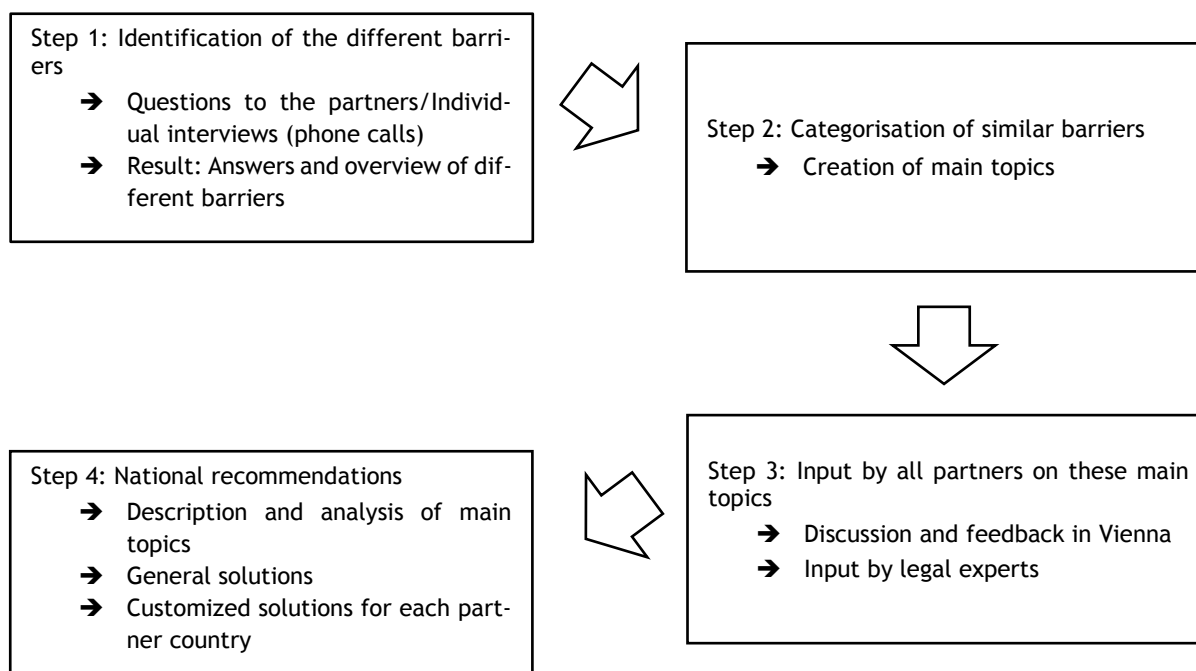 Step 1: Identification of the different barri-
ers
➔ Questions to the partners/Individ-
ual interviews (phone calls)
➔ Result: Answers and overview of dif-
ferent barriers
Step 2: Categorisation of similar barriers
➔ Creation of main topics
Step 3: Input by all partners on these main
topics
➔ Discussion and feedback in Vienna
➔ Input by legal experts
Step 4: National recommendations
➔ Description and analysis of main
topics
➔ General solutions
➔ Customized solutions for each part-
ner country